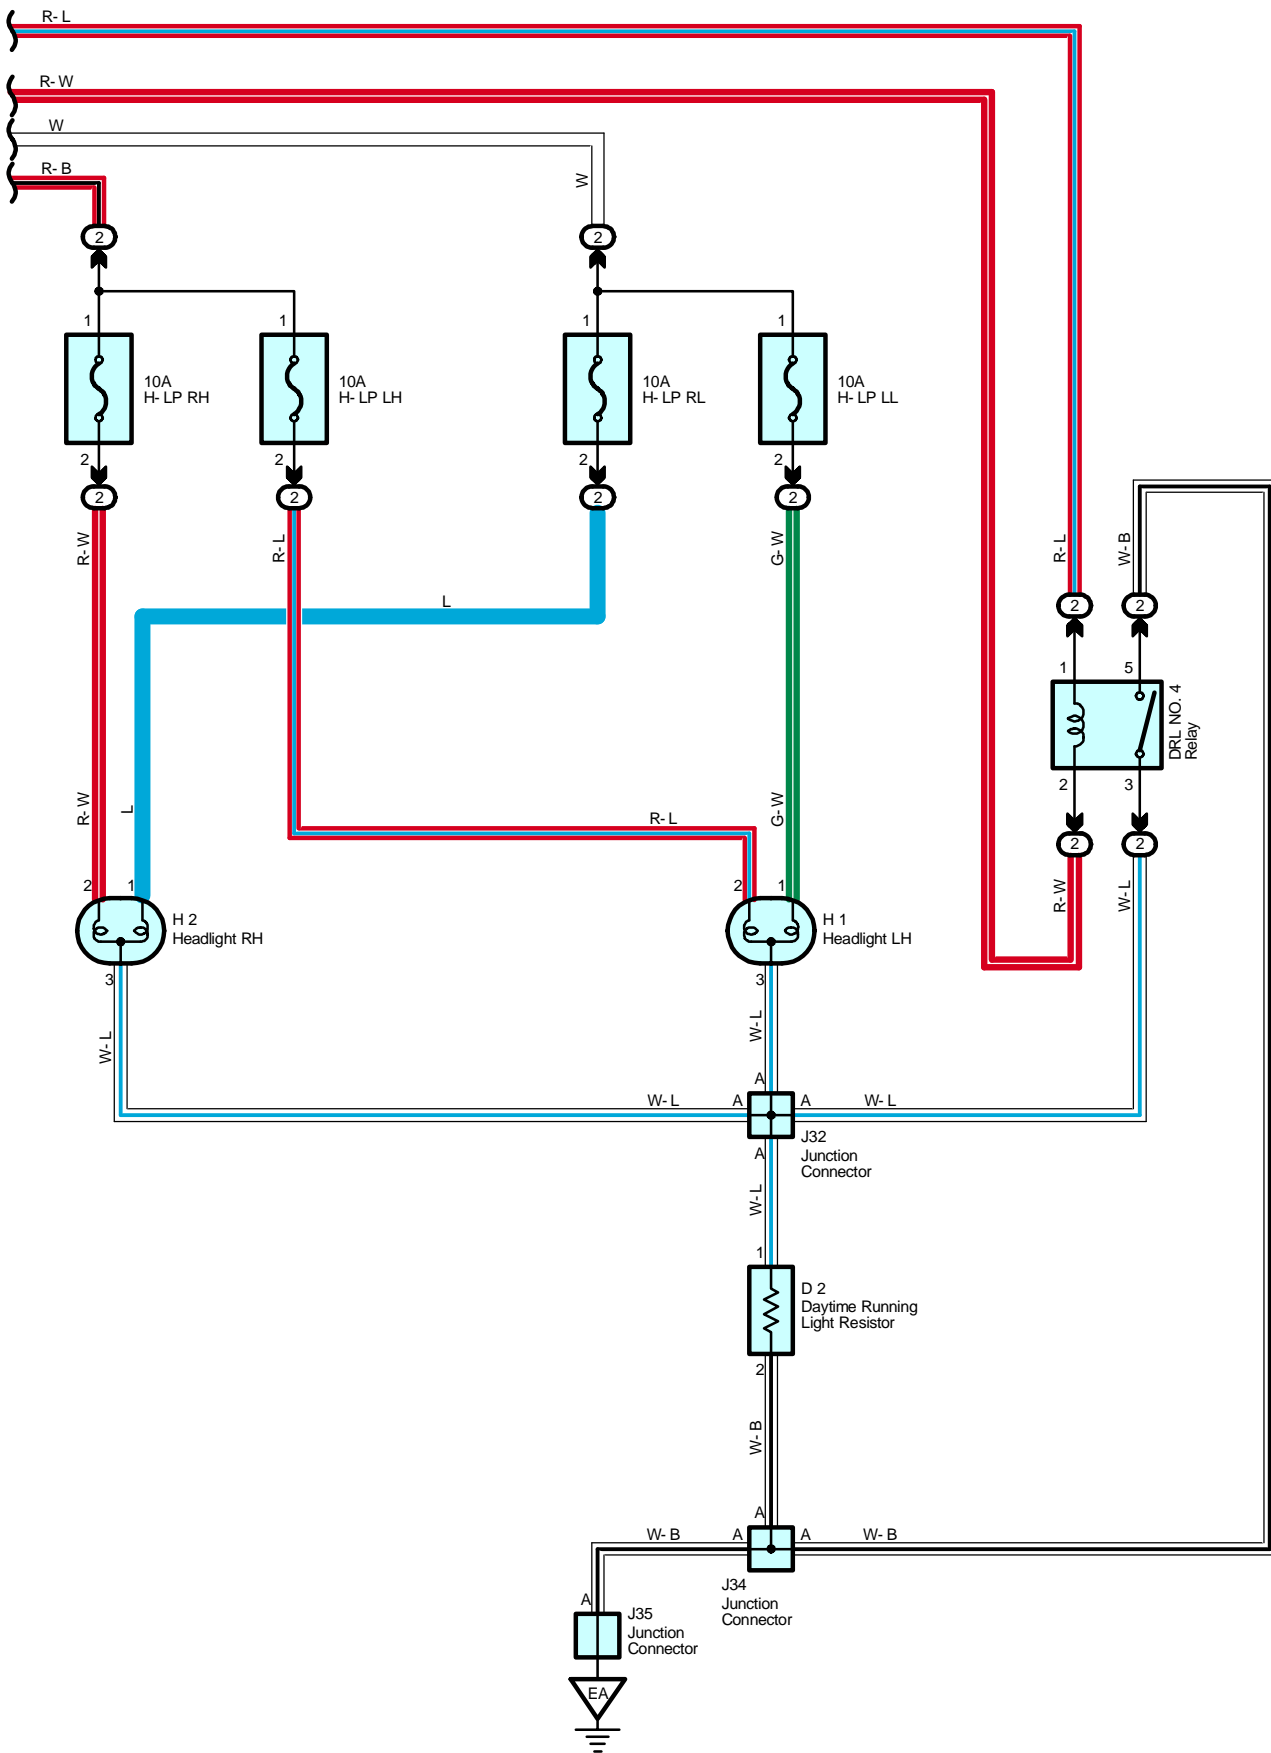 R-L
R-W
W
R-B
W
2
2
1
1
1
1
10A
H-LP RH
10A
H-LP LH
10A
H-LP RL
10A
H-LP LL
2
2
2
2
2
2
2
2
R-W
R-L
G-W
R-L
W-B
L
2
2
1
5
DRL NO. 4
Relay
2
3
R-W
L
R-L
G-W
2
2
R-W
W-L
2
1
2
1
H 2
Headlight RH
H 1
Headlight LH
3
3
W-L
W-L
A
W-L
A
A
W-L
J32
Junction
Connector
A
W-L
1
D 2
Daytime Running
Light Resistor
2
W-B
A
W-B
A
A
W-B
J34
Junction
Connector
A
J35
Junction
Connector
EA